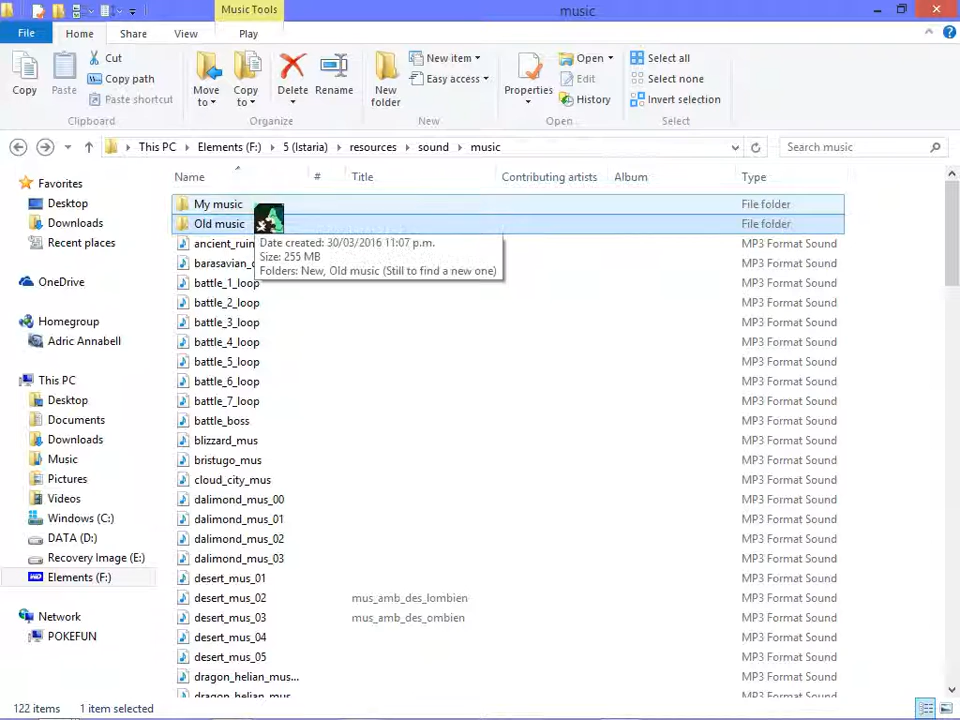 Music Tools
music
File
Home
Share
View
Play
Copy
Paste
Cut
Copy path
Paste shortcut
Clipboard
Move to
Copy to
Delete
Rename
Organize
New folder
New item
Easy access
New
Properties
Open
Edit
History
Open
Select all
Select none
Invert selection
Select
This PC
Elements (F:)
5 (Istaria)
resources
sound
music
Search music
Name
#
Title
Contributing artists
Album
Type
Favorites
Desktop
Downloads
Recent places
OneDrive
Homegroup
Adric Annabell
This PC
Desktop
Documents
Downloads
Music
Pictures
Videos
Windows (C:)
DATA (D:)
Recovery Image (E:)
Elements (F:)
Network
POKEFUN
My music File folder
Old music File folder
Date created: 30/03/2016 11:07 p.m.
Size: 255 MB
Folders: New, Old music (Still to find a new one)
MP3 Format Sound
MP3 Format Sound
battle_1_loop MP3 Format Sound
battle_2_loop MP3 Format Sound
battle_3_loop MP3 Format Sound
battle_4_loop MP3 Format Sound
battle_5_loop MP3 Format Sound
battle_6_loop MP3 Format Sound
battle_7_loop MP3 Format Sound
battle_boss MP3 Format Sound
blizzard_mus MP3 Format Sound
bristugo_mus MP3 Format Sound
cloud_city_mus MP3 Format Sound
dalimond_mus_00 MP3 Format Sound
dalimond_mus_01 MP3 Format Sound
dalimond_mus_02 MP3 Format Sound
dalimond_mus_03 MP3 Format Sound
desert_mus_01 MP3 Format Sound
desert_mus_02 mus_amb_des_lombien MP3 Format Sound
desert_mus_03 mus_amb_des_ombien MP3 Format Sound
desert_mus_04 MP3 Format Sound
desert_mus_05 MP3 Format Sound
dragon_helian_mus... MP3 Format Sound
122 items
1 item selected